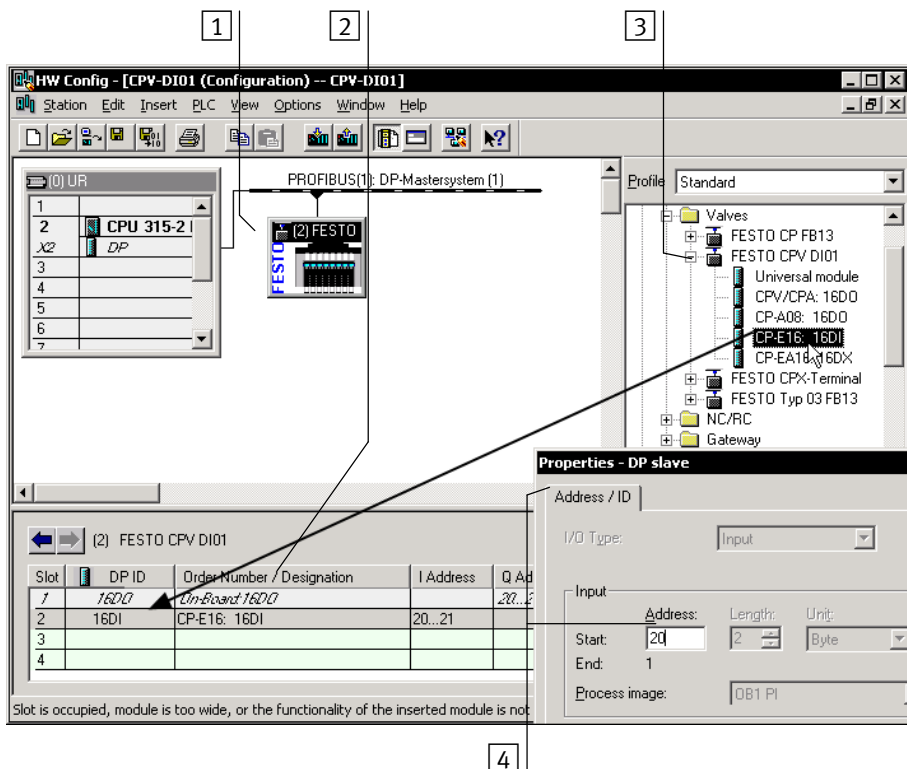 1
2
3
HW Config - [CPV-DI01 (Configuration) -- CPV-DI01]
Station Edit Insert PLC View Options Window Help
(0) UR
1
2 CPU 315-2
X2 DP
3
4
5
6
7
PROFIBUS(1): DP-Mastersystem (1)
(2) FESTO
FESTO
Profile Standard
Valves
FESTO CP FB13
FESTO CPV DI01
Universal module
CPV/CPA: 16DO
CP-A08: 16DO
CP-E16: 16DI
CP-EA16: 16DX
FESTO CPX-Terminal
FESTO Typ 03 FB13
NC/RC
Gateway
(2) FESTO CPV DI01
Slot DP ID Order Number / Designation I Address Q Ad
1 16DO On-Board: 16DO 20...2
2 16DI CP-E16: 16DI 20...21
3
4
Slot is occupied, module is too wide, or the functionality of the inserted module is not
Properties - DP slave
Address / ID
I/O Type: Input
Input
Address: Length: Unit:
Start: 20 2 Byte
End: 1
Process image: OB1 PI
4